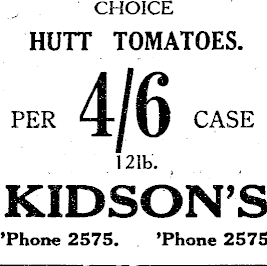 CHOICE
HUTT TOMATOES.
PER 4/6 CASE
12lb.
KIDSON'S
'Phone 2575. 'Phone 2575